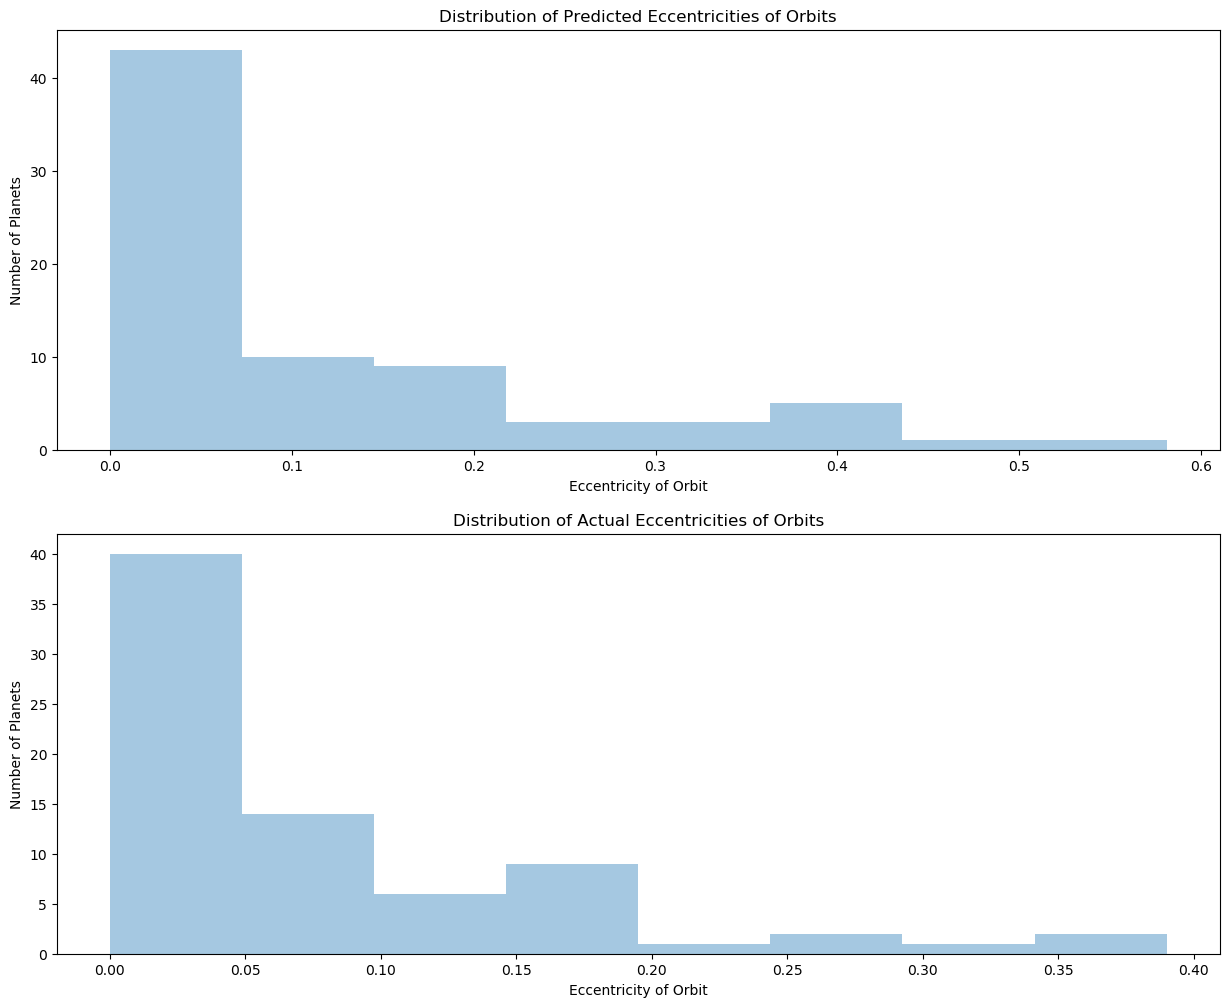 Distribution of Predicted Eccentricities of Orbits
40
30
20
10
0
Number of Planets
0.0 0.1 0.2 0.3 0.4 0.5 0.6
Eccentricity of Orbit
Distribution of Actual Eccentricities of Orbits
40
35
30
25
20
15
10
5
0
Number of Planets
0.00 0.05 0.10 0.15 0.20 0.25 0.30 0.35 0.40
Eccentricity of Orbit